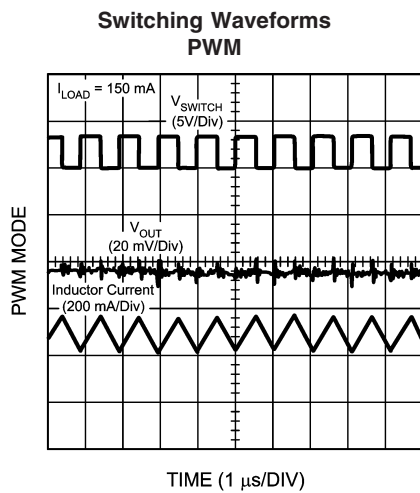 Switching Waveforms
PWM
I_LOAD = 150 mA
V_SWITCH
(5V/Div)
V_OUT
(20 mV/Div)
Inductor Current
(200 mA/Div)
PWM MODE
TIME (1 μs/DIV)